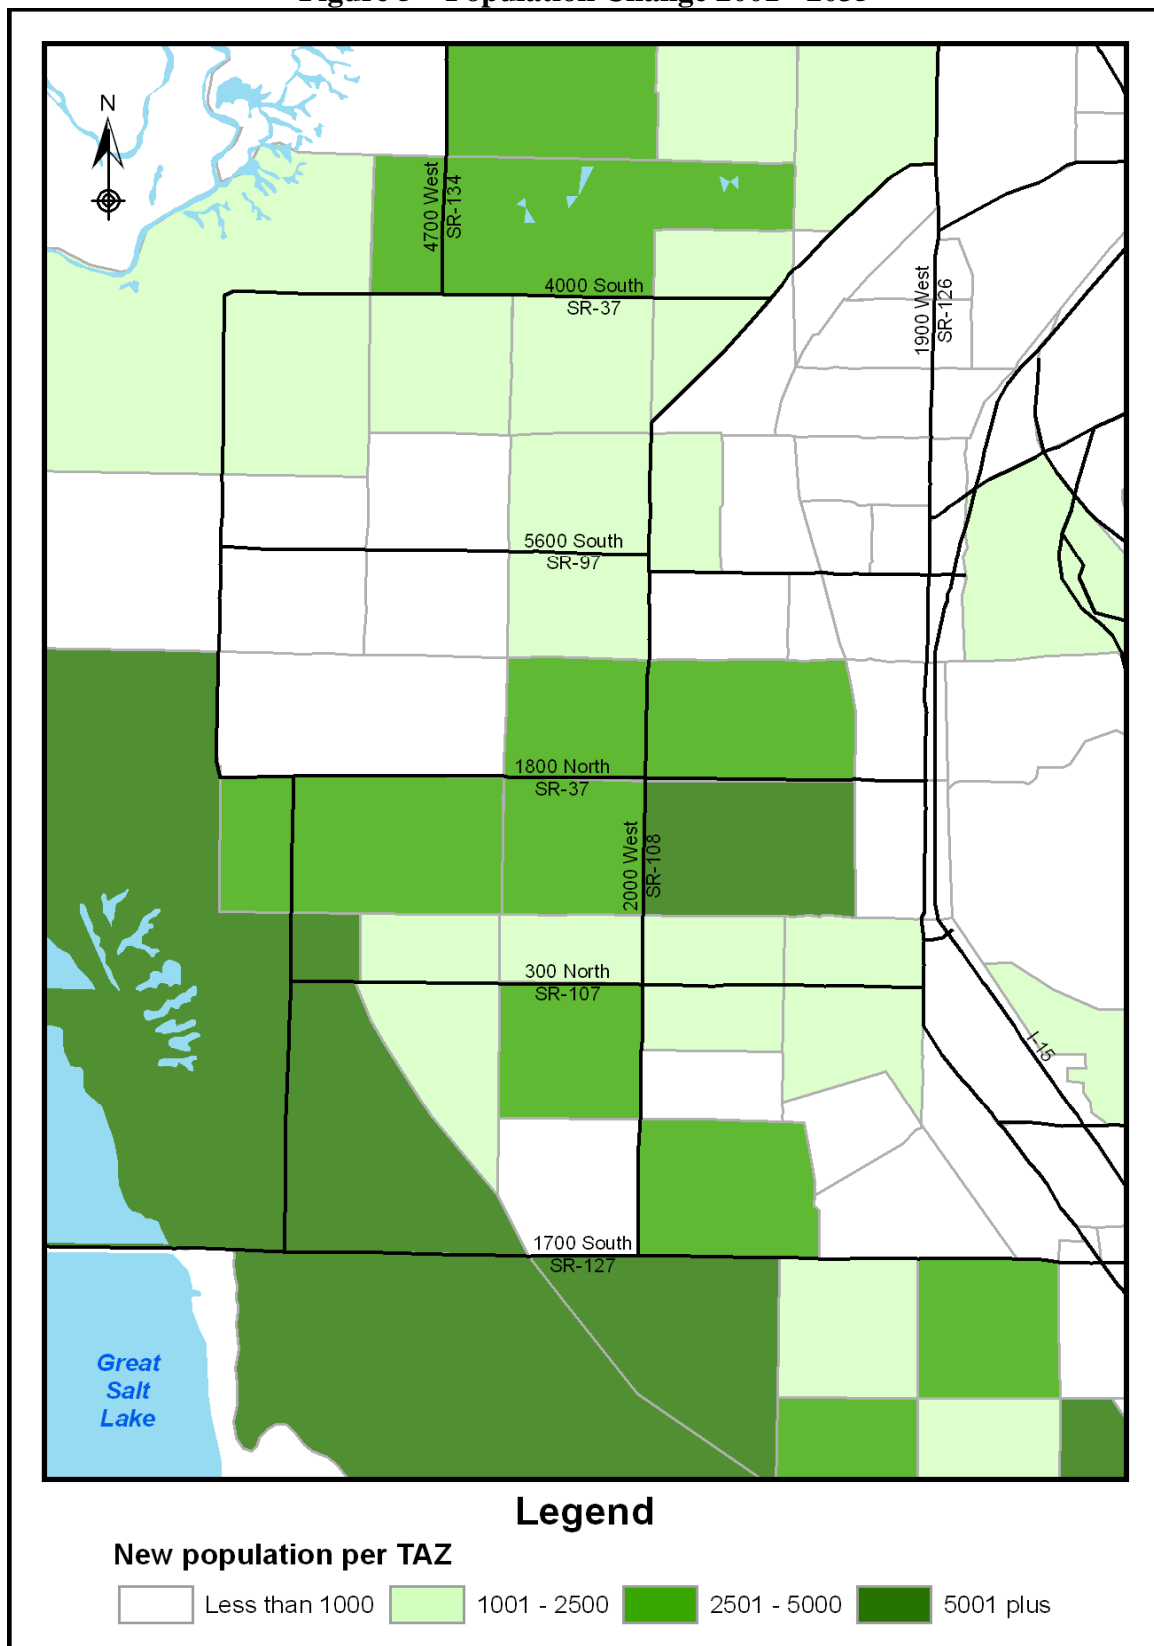 N
4700 West
SR-134
4000 South
SR-37
1900 West
SR-126
5600 South
SR-97
1800 North
SR-37
2000 West
SR-108
300 North
SR-107
I-15
1700 South
SR-127
Great
Salt
Lake
Legend
New population per TAZ
Less than 1000
1001 - 2500
2501 - 5000
5001 plus